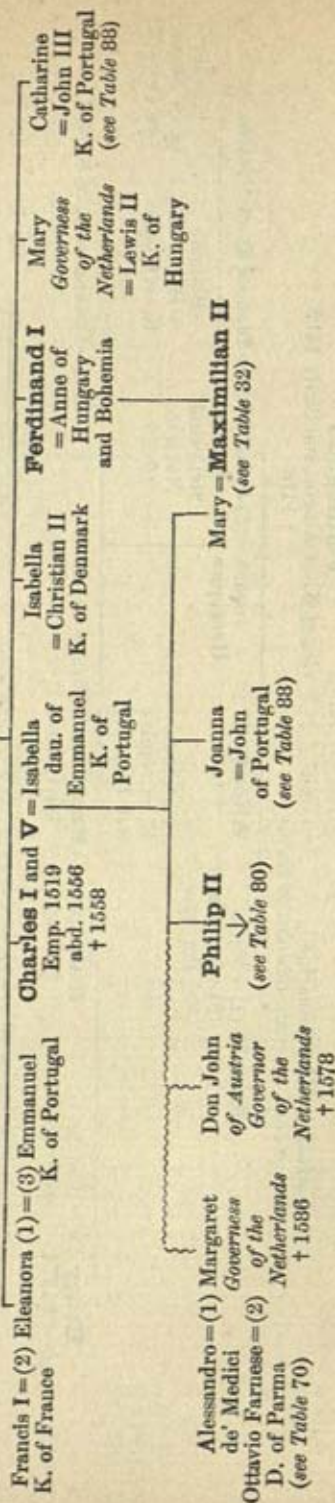 Francis I=(2) Eleanora (1)=(3) Emmanuel
K. of France
K. of Portugal
Charles I and V=Isabella
Emp. 1519
abd. 1556
†1558
dau. of
Emmanuel
K. of
Portugal
Isabella
=Christian II
K. of Denmark
Ferdinand I
=Anne of
Hungary
and Bohemia
Mary
Governess
of the
Netherlands
=Lewis II
K. of
Hungary
Catharine
=John III
K. of Portugal
(see Table 88)
Alessandro=(1) Margaret
de' Medici
Governess
Ottavio Farnese=(2)
of the
D. of Parma
Netherlands
(see Table 70)
†1586
Don John
of Austria
Governor
of the
Netherlands
†1578
Philip II
(see Table 80)
Joanna
=John
of Portugal
(see Table 88)
Mary=Maximilian II
(see Table 32)